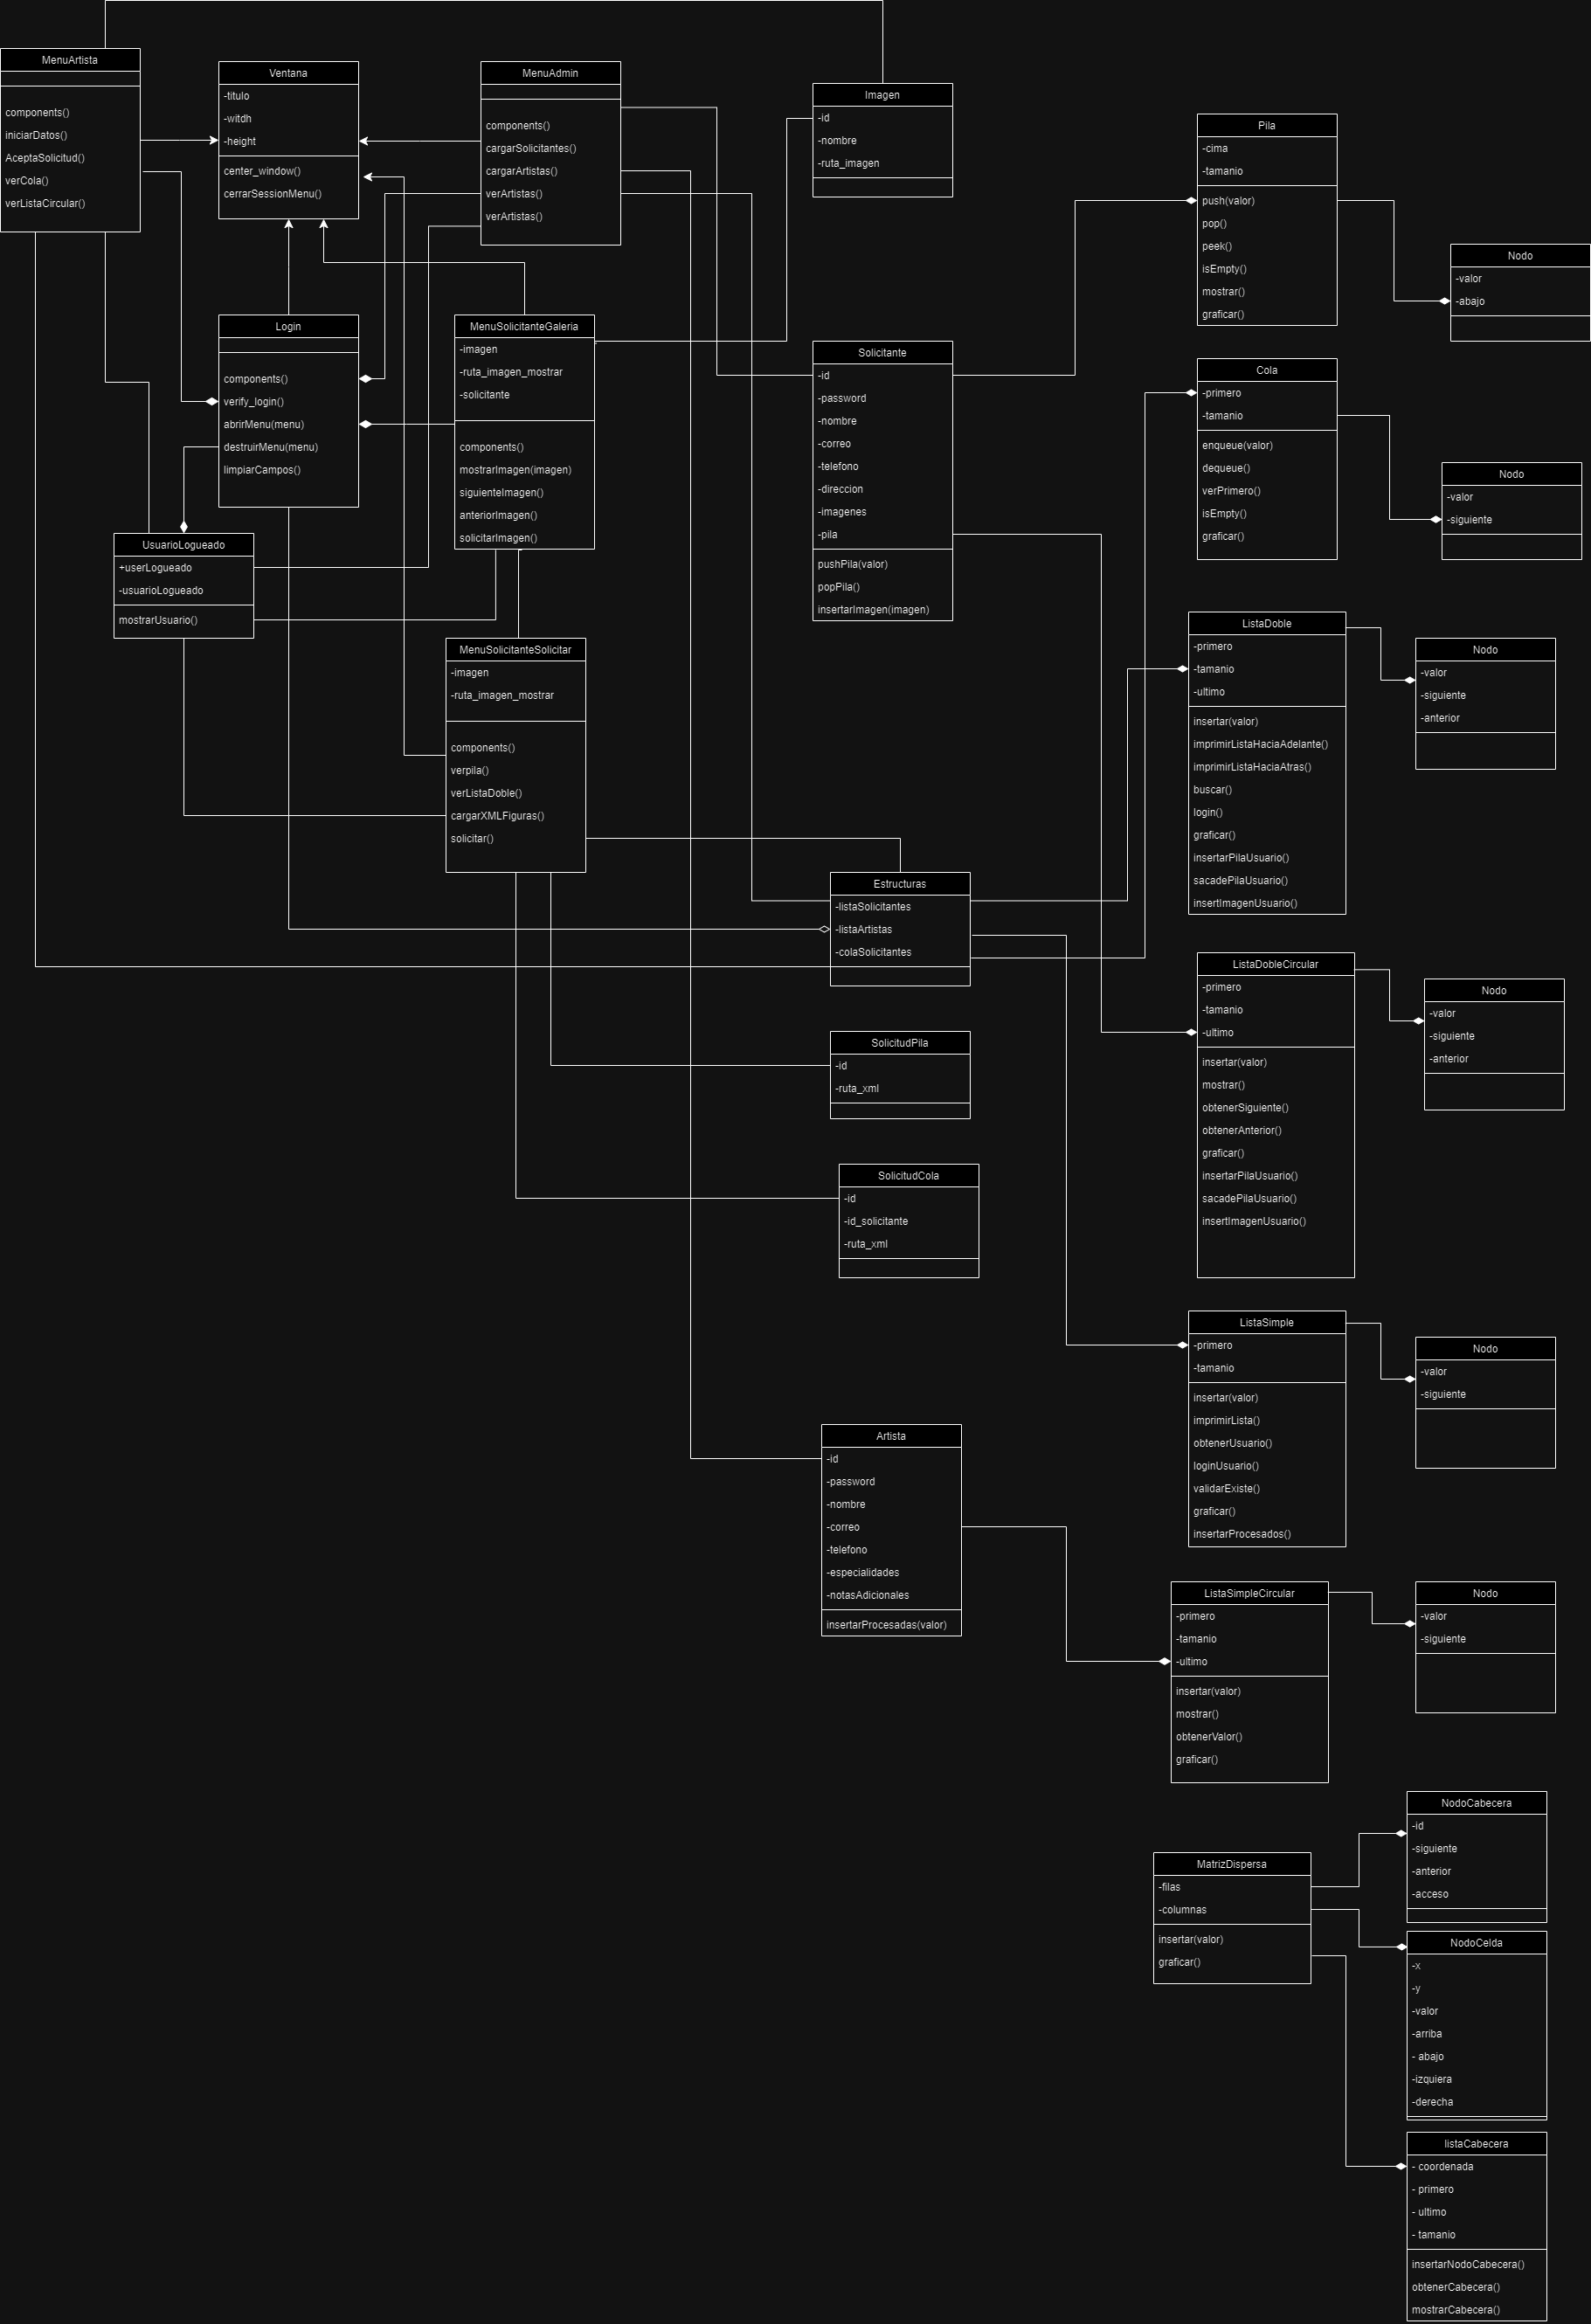 MenuArtista
components()
iniciarDatos()
AceptaSolicitud()
verCola()
verListaCircular()
Ventana
-titulo
-witdh
-height
center_window()
cerrarSessionMenu()
MenuAdmin
components()
cargarSolicitantes()
cargarArtistas()
verArtistas()
verArtistas()
Imagen
-id
-nombre
-ruta_imagen
Pila
-cima
-tamanio
push(valor)
pop()
peek()
isEmpty()
mostrar()
graficar()
Nodo
-valor
-abajo
Login
components()
verify_login()
abrirMenu(menu)
destruirMenu(menu)
limpiarCampos()
MenuSolicitanteGaleria
-imagen
-ruta_imagen_mostrar
-solicitante
components()
mostrarImagen(imagen)
siguienteImagen()
anteriorImagen()
solicitarImagen()
Solicitante
-id
-password
-nombre
-correo
-telefono
-direccion
-imagenes
-pila
pushPila(valor)
popPila()
insertarImagen(imagen)
Cola
-primero
-tamanio
enqueue(valor)
dequeue()
verPrimero()
isEmpty()
graficar()
Nodo
-valor
-siguiente
UsuarioLogueado
+userLogueado
-usuarioLogueado
mostrarUsuario()
MenuSolicitanteSolicitar
-imagen
-ruta_imagen_mostrar
components()
verpila()
verListaDoble()
cargarXMLFiguras()
solicitar()
ListaDoble
-primero
-tamanio
-ultimo
insertar(valor)
imprimirListaHaciaAdelante()
imprimirListaHaciaAtras()
buscar()
login()
graficar()
insertarPilaUsuario()
sacadePilaUsuario()
insertImagenUsuario()
Nodo
-valor
-siguiente
-anterior
Estructuras
-listaSolicitantes
-listaArtistas
-colaSolicitantes
ListaDobleCircular
-primero
-tamanio
-ultimo
insertar(valor)
mostrar()
obtenerSiguiente()
obtenerAnterior()
graficar()
insertarPilaUsuario()
sacadePilaUsuario()
insertImagenUsuario()
Nodo
-valor
-siguiente
-anterior
SolicitudPila
-id
-ruta_xml
SolicitudCola
-id
-id_solicitante
-ruta_xml
ListaSimple
-primero
-tamanio
insertar(valor)
imprimirLista()
obtenerUsuario()
loginUsuario()
validarExiste()
graficar()
insertarProcesados()
Nodo
-valor
-siguiente
Artista
-id
-password
-nombre
-correo
-telefono
-especialidades
-notasAdicionales
insertarProcesadas(valor)
ListaSimpleCircular
-primero
-tamanio
-ultimo
insertar(valor)
mostrar()
obtenerValor()
graficar()
Nodo
-valor
-siguiente
MatrizDispersa
-filas
-columnas
insertar(valor)
graficar()
NodoCabecera
-id
-siguiente
-anterior
-acceso
NodoCelda
-x
-y
-valor
-arriba
- abajo
-izquiera
-derecha
listaCabecera
- coordenada
- primero
- ultimo
- tamanio
insertarNodoCabecera()
obtenerCabecera()
mostrarCabecera()